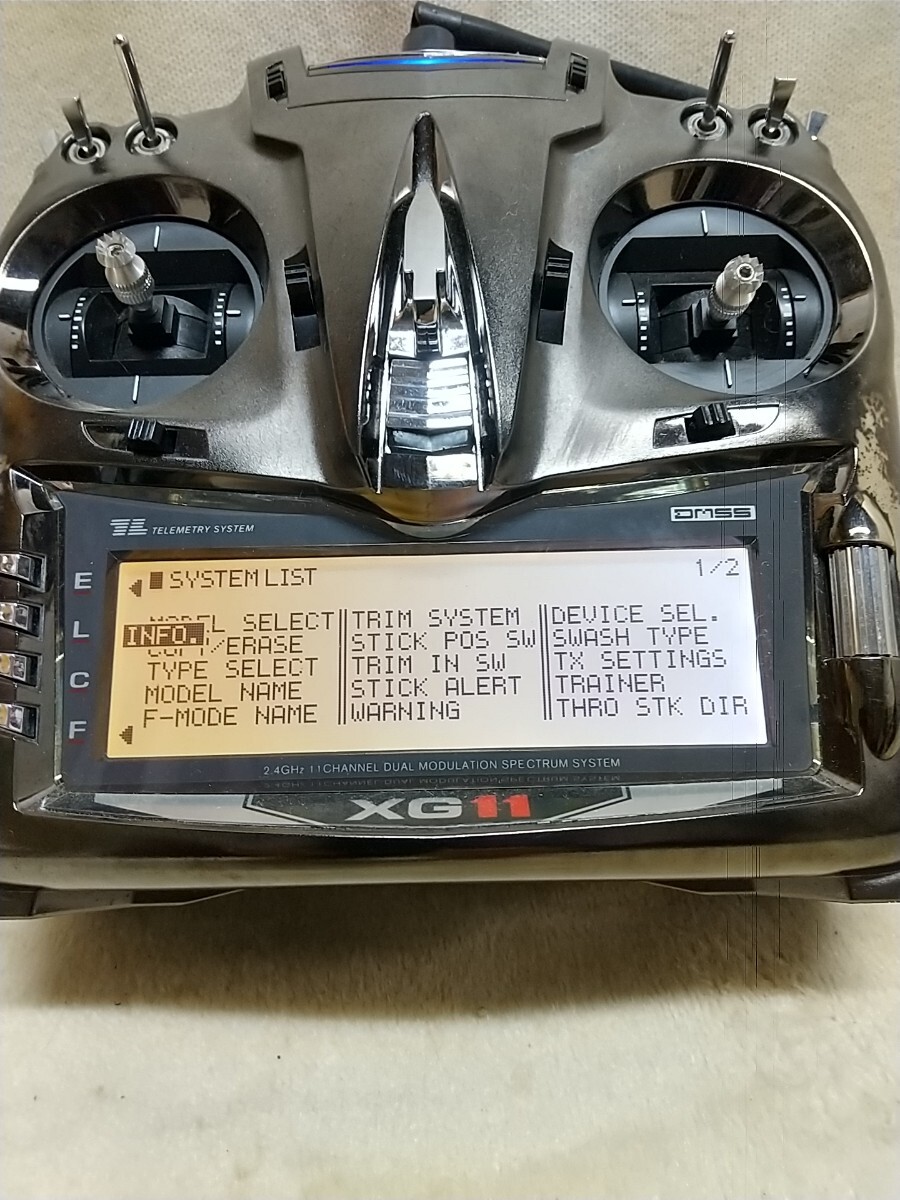 TELEMETRY SYSTEM
DMSS
E
L
C
F
SYSTEM LIST 1/2
MODEL SELECT TRIM SYSTEM DEVICE SEL.
INFO. /ERASE STICK POS SW SWASH TYPE
TYPE SELECT TRIM IN SW TX SETTINGS
MODEL NAME STICK ALERT TRAINER
F-MODE NAME WARNING THRO STK DIR
2.4GHz 11CHANNEL DUAL MODULATION SPECTRUM SYSTEM
XG11